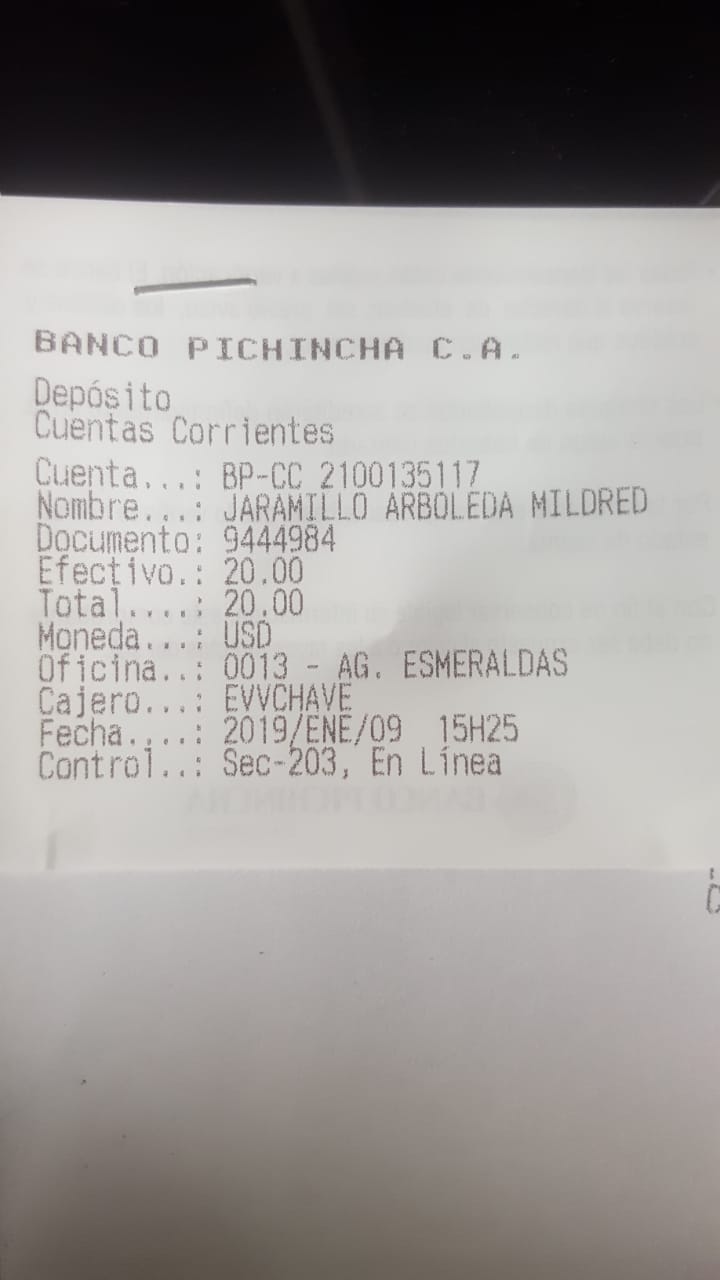 BANCO PICHINCHA C.A.
Depósito
Cuentas Corrientes
Cuenta...: BP-CC 2100135117
Nombre...: JARAMILLO ARBOLEDA MILDRED
Documento: 9444984
Efectivo.: 20.00
Total....: 20.00
Moneda...: USD
Oficina..: 0013 - AG. ESMERALDAS
Cajero...: EVVCHAVE
Fecha....: 2019/ENE/09  15H25
Control..: Sec-203, En Línea